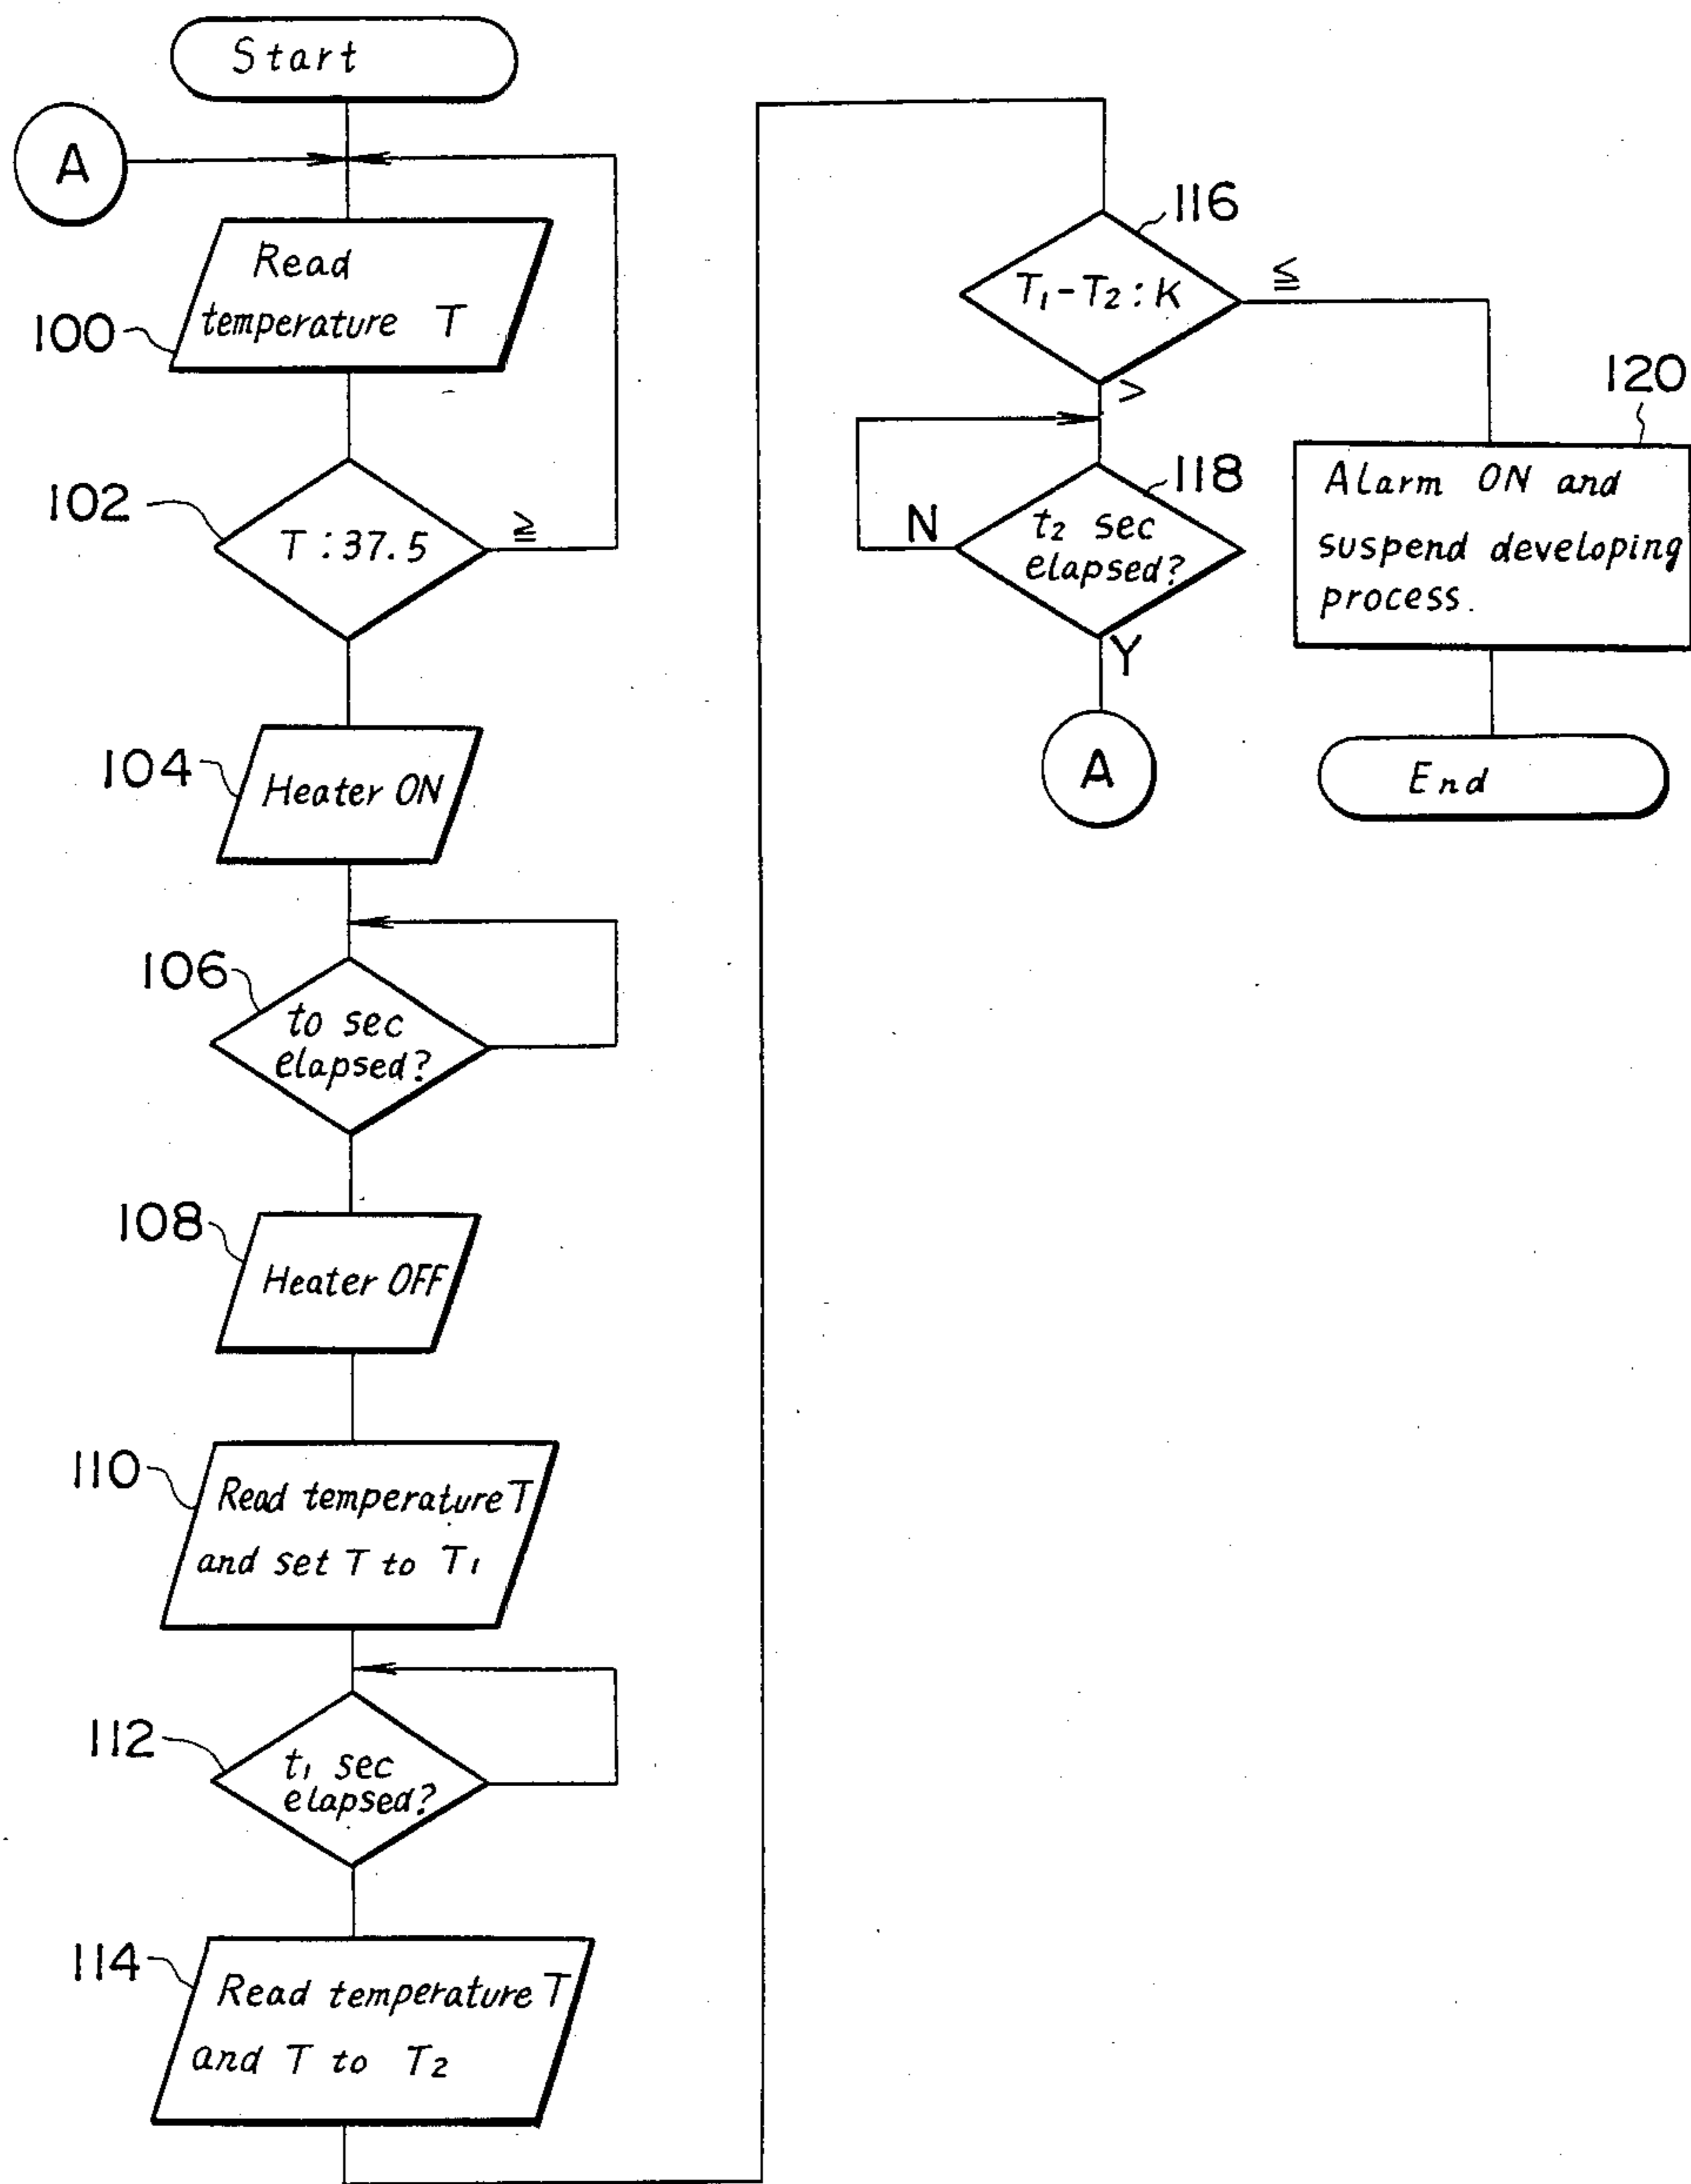 Start
A
Read
temperature T
100
102
T : 37.5
≧
104
Heater ON
106
to sec
elapsed?
108
Heater OFF
110
Read temperature T
and set T to T1
112
t1 sec
elapsed?
114
Read temperature T
and T to T2
116
T1-T2 : K
≦
>
118
t2 sec
elapsed?
N
Y
A
120
Alarm ON and
suspend developing
process.
End